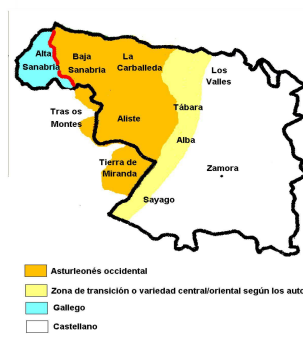 Alta
Sanabria
Baja
Sanabria
La
Carballeda
Los
Valles
Tábara
Tras os
Montes
Aliste
Alba
Tierra de
Miranda
Zamora
Sayago
Asturleonés occidental
Zona de transición o variedad central/oriental según los auto
Gallego
Castellano